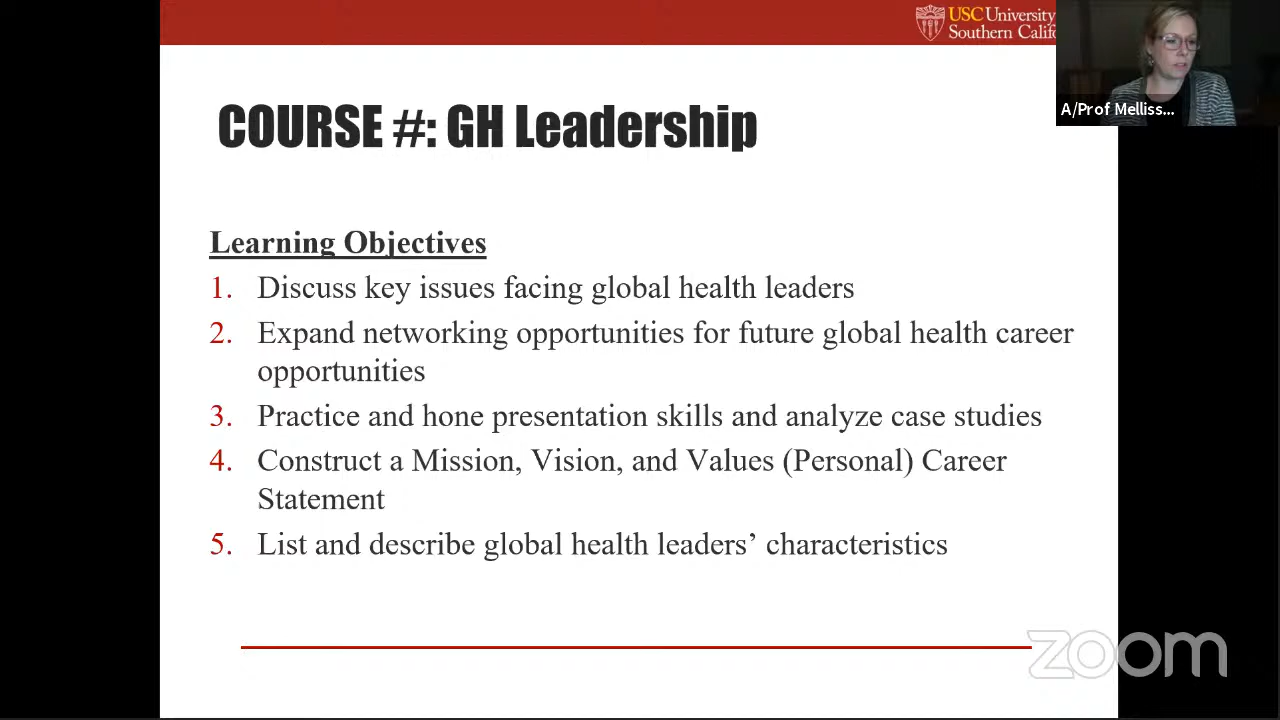 USC University
Southern Calif
A/Prof Melliss...
COURSE #: GH Leadership
Learning Objectives
1. Discuss key issues facing global health leaders
2. Expand networking opportunities for future global health career
opportunities
3. Practice and hone presentation skills and analyze case studies
4. Construct a Mission, Vision, and Values (Personal) Career
Statement
5. List and describe global health leaders’ characteristics
zoom